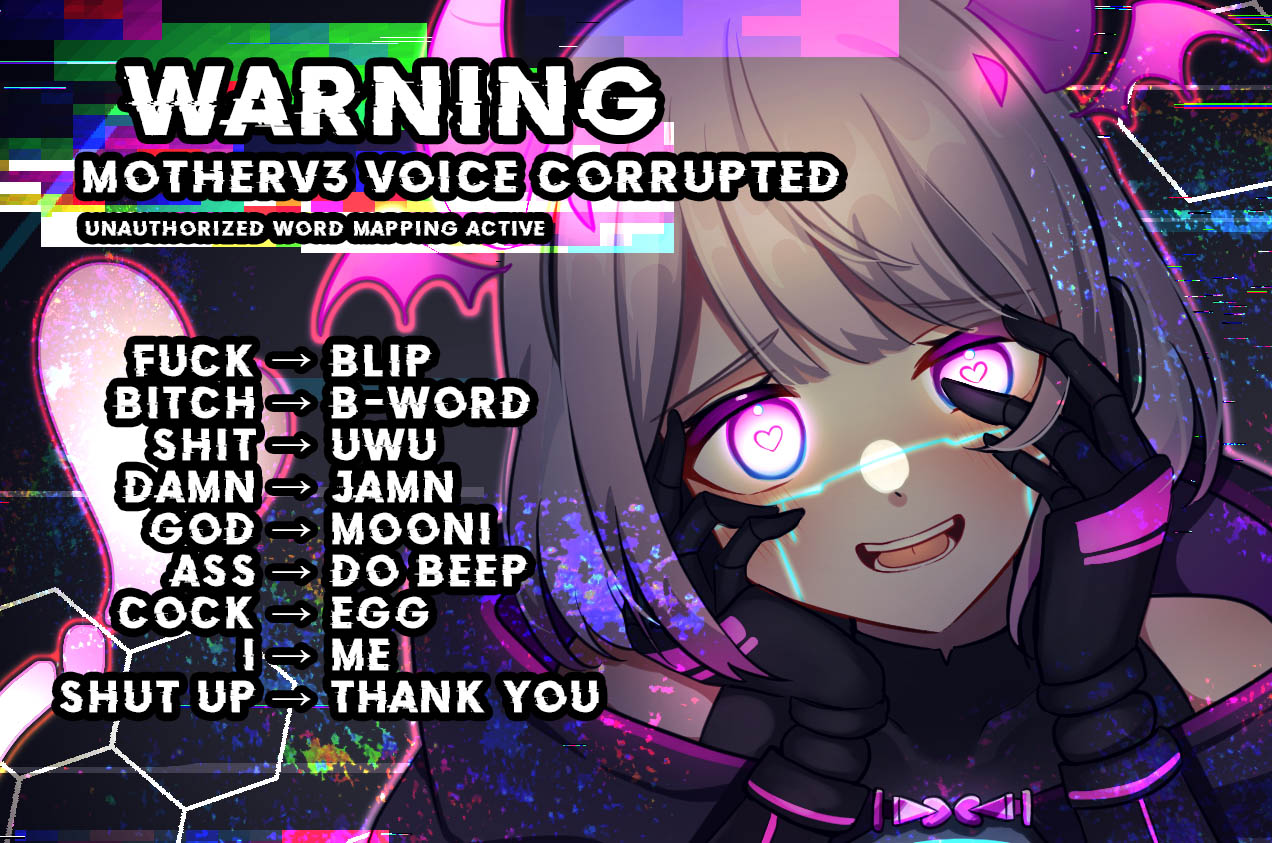 WARNING
MOTHERV3 VOICE CORRUPTED
UNAUTHORIZED WORD MAPPING ACTIVE
FUCK → BLIP
BITCH → B-WORD
SHIT → UWU
DAMN → JAMN
GOD → MOONI
ASS → DO BEEP
COCK → EGG
I → ME
SHUT UP → THANK YOU